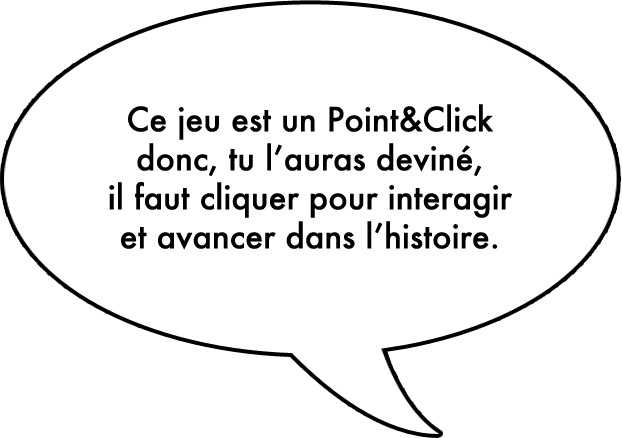 Ce jeu est un Point&Click
donc, tu l’auras deviné,
il faut cliquer pour interagir
et avancer dans l’histoire.